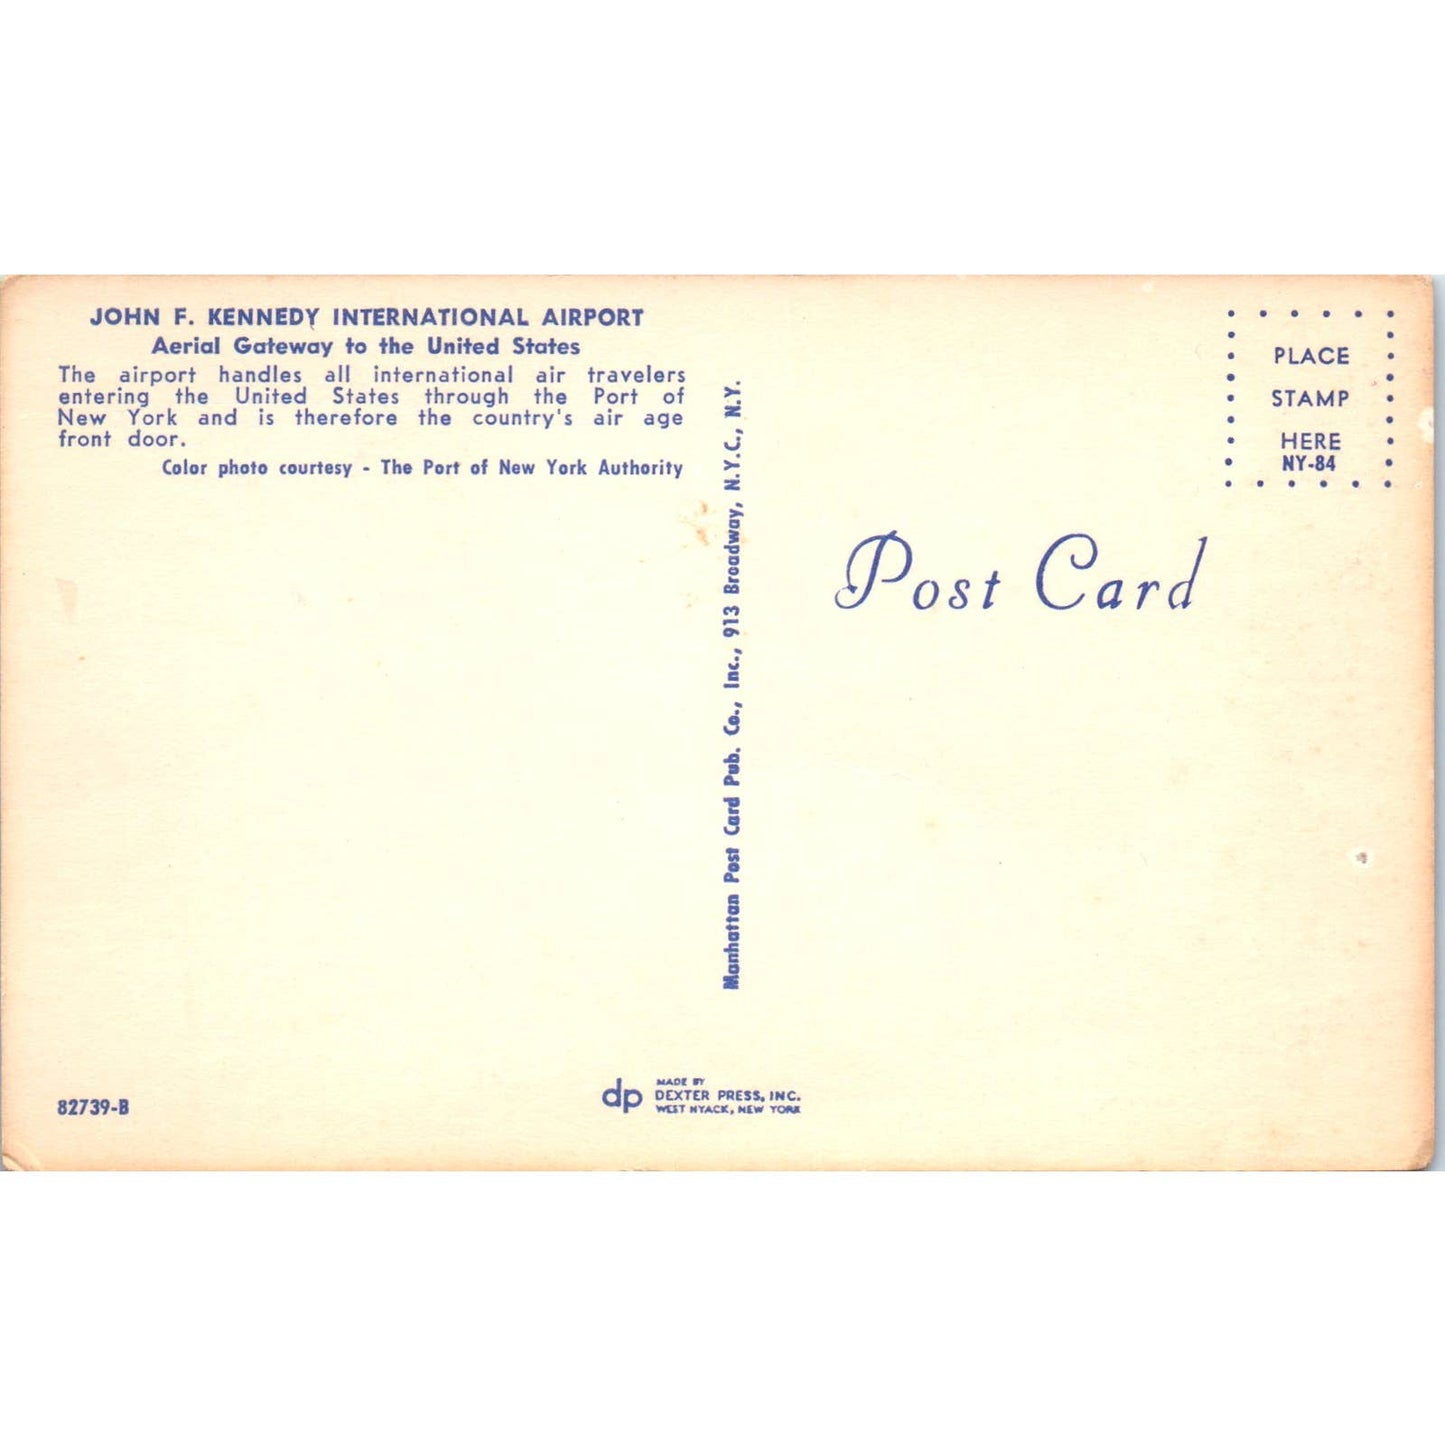 JOHN F. KENNEDY INTERNATIONAL AIRPORT
Aerial Gateway to the United States
The airport handles all international air travelers
entering the United States through the Port of
New York and is therefore the country's air age
front door.
Color photo courtesy - The Port of New York Authority
82739-B
Manhattan Post Card Pub. Co., Inc., 913 Broadway, N.Y.C., N.Y.
dp
MADE BY
DEXTER PRESS, INC.
WEST NYACK, NEW YORK
PLACE
STAMP
HERE
NY-84
Post Card